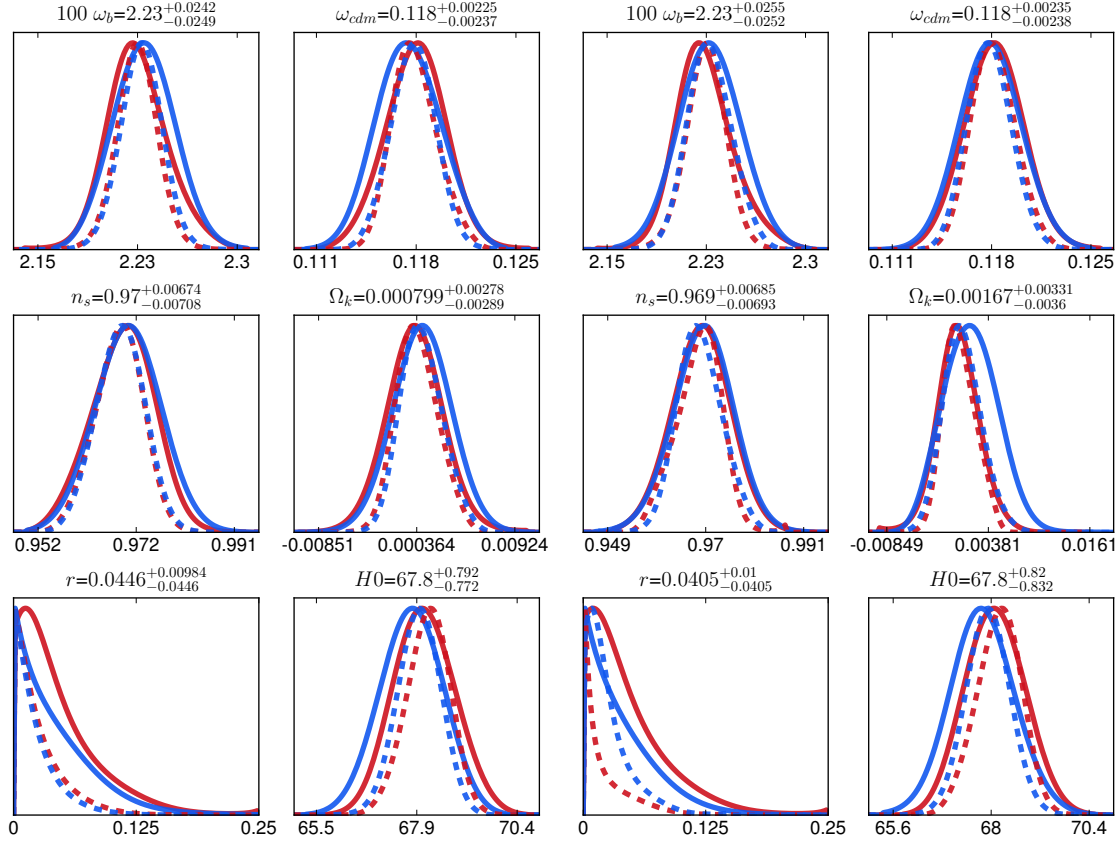 100 ω_b=2.23^{+0.0242}_{-0.0249} ω_{cdm}=0.118^{+0.00225}_{-0.00237} 100 ω_b=2.23^{+0.0255}_{-0.0252} ω_{cdm}=0.118^{+0.00235}_{-0.00238}
2.15 2.23 2.3 0.111 0.118 0.125 2.15 2.23 2.3 0.111 0.118 0.125
n_s=0.97^{+0.00674}_{-0.00708} Ω_k=0.000799^{+0.00278}_{-0.00289} n_s=0.969^{+0.00685}_{-0.00693} Ω_k=0.00167^{+0.00331}_{-0.0036}
0.952 0.972 0.991 -0.00851 0.000364 0.00924 0.949 0.97 0.991 -0.00849 0.00381 0.0161
r=0.0446^{+0.00984}_{-0.0446} H0=67.8^{+0.792}_{-0.772} r=0.0405^{+0.01}_{-0.0405} H0=67.8^{+0.82}_{-0.832}
0 0.125 0.25 65.5 67.9 70.4 0 0.125 0.25 65.6 68 70.4